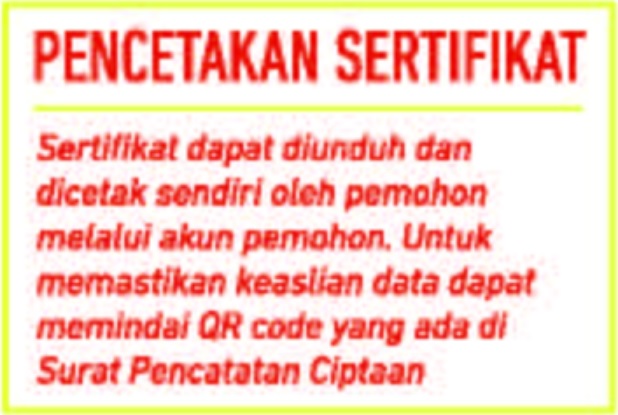 PENCETAKAN SERTIFIKAT
Sertifikat dapat diunduh dan
dicetak sendiri oleh pemohon
melalui akun pemohon. Untuk
memastikan keaslian data dapat
memindai QR code yang ada di
Surat Pencatatan Ciptaan